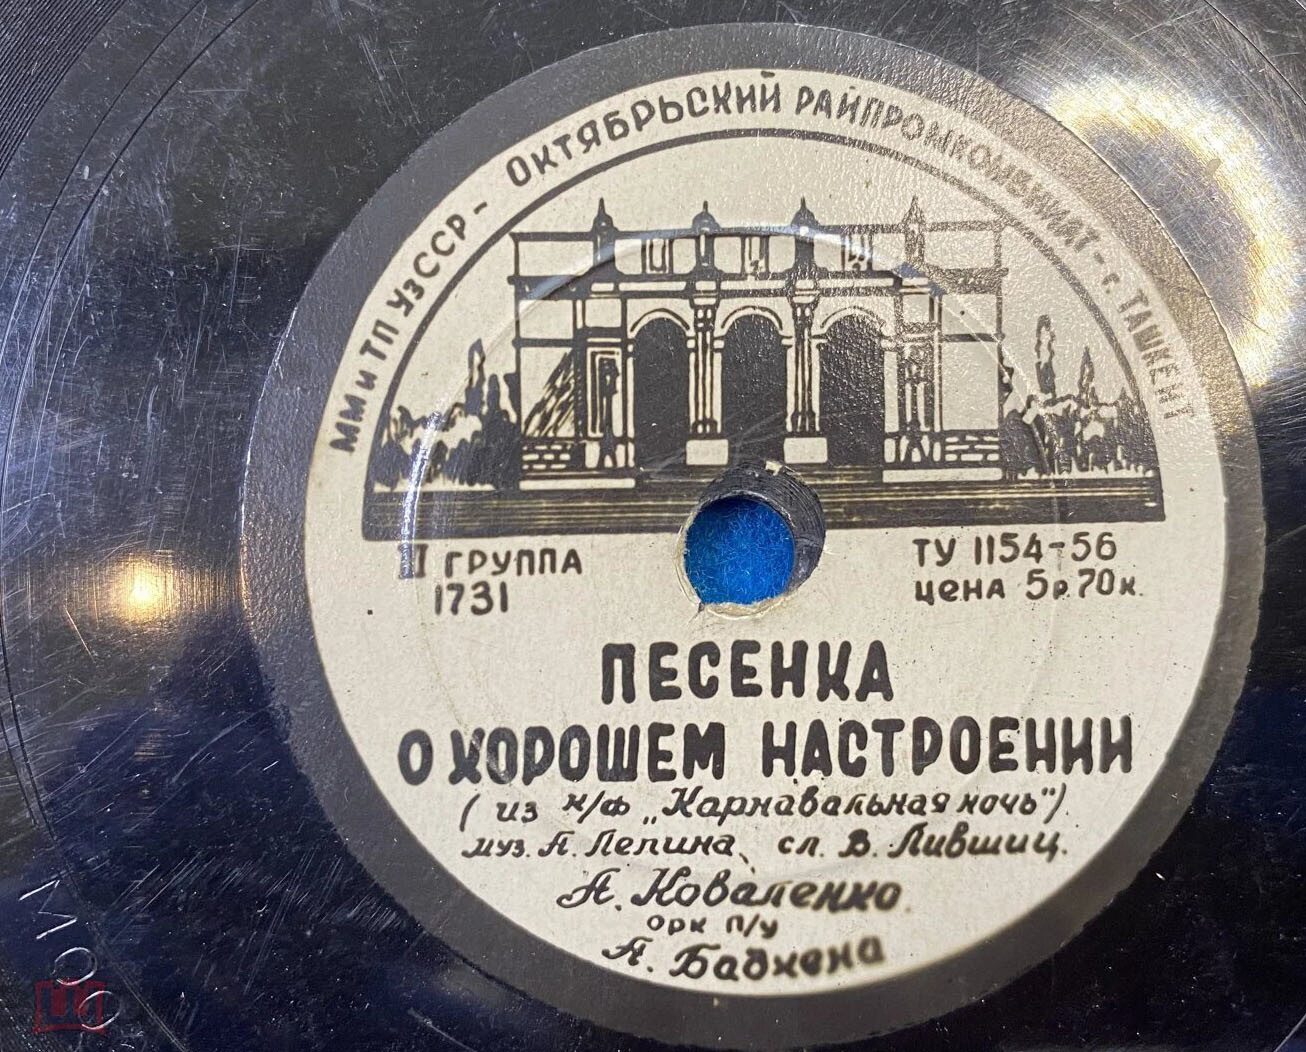 ММ и ТП УзССР - ОКТЯБРЬСКИЙ РАЙПРОМКОМБИНАТ - г. ТАШКЕНТ
II ГРУППА
1731
ТУ 1154-56
цена 5р.70к.
ПЕСЕНКА
О ХОРОШЕМ НАСТРОЕНИИ
( из к/ф „Карнавальная ночь")
муз. А. Лепина, сл. В. Лившиц.
А. Коваленко.
орк п/у
А. Бадхена